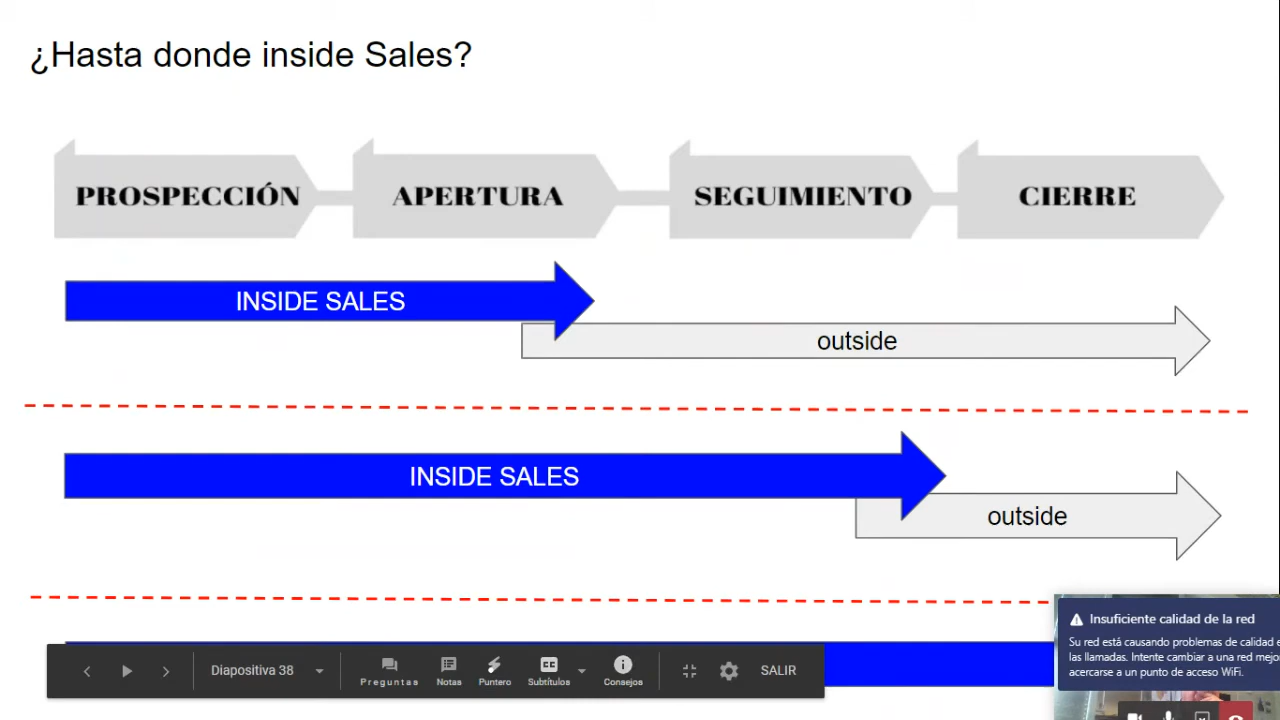 ¿Hasta donde inside Sales?
PROSPECCIÓN
APERTURA
SEGUIMIENTO
CIERRE
INSIDE SALES
outside
INSIDE SALES
outside
Insuficiente calidad de la red
Su red está causando problemas de calidad e
las llamadas. Intente cambiar a una red mejo
acercarse a un punto de acceso WiFi.
Diapositiva 38
Preguntas
Notas
Puntero
CC
Subtítulos
Consejos
SALIR